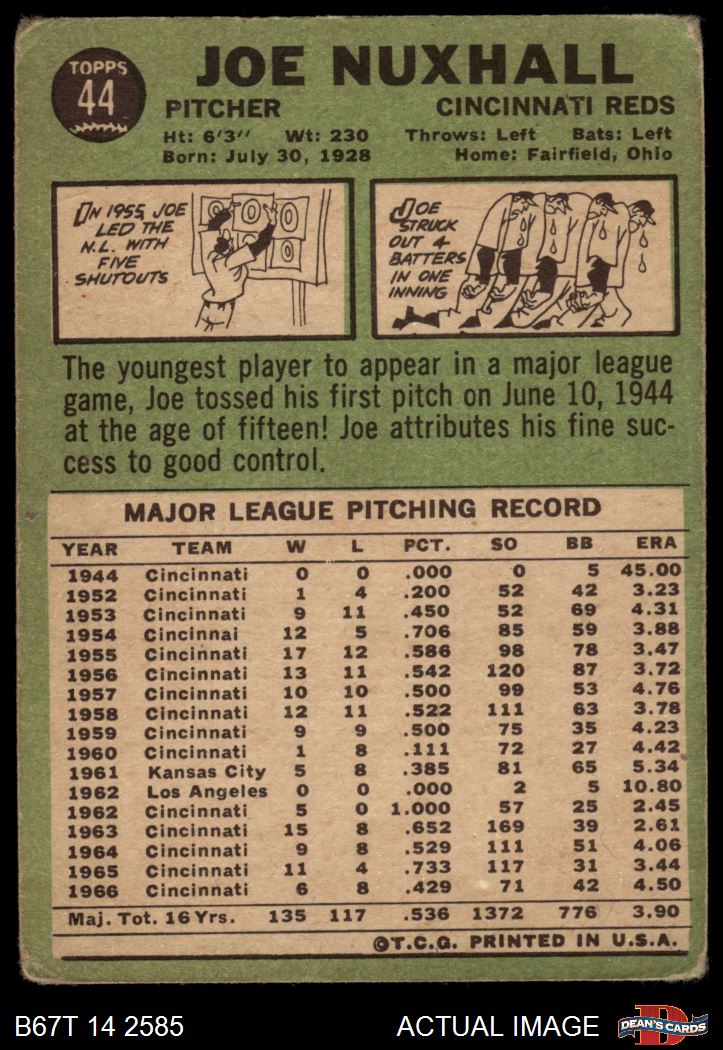 TOPPS
44
JOE NUXHALL
PITCHER CINCINNATI REDS
Ht: 6'3" Wt: 230 Throws: Left Bats: Left
Born: July 30, 1928 Home: Fairfield, Ohio
IN 1955, JOE
LED THE
N.L. WITH
FIVE
SHUTOUTS
0 0 0
0
JOE
STRUCK
OUT 4
BATTERS
IN ONE
INNING
The youngest player to appear in a major league
game, Joe tossed his first pitch on June 10, 1944
at the age of fifteen! Joe attributes his fine suc-
cess to good control.
MAJOR LEAGUE PITCHING RECORD
YEAR TEAM W L PCT. SO BB ERA
1944 Cincinnati 0 0 .000 0 5 45.00
1952 Cincinnati 1 4 .200 52 42 3.23
1953 Cincinnati 9 11 .450 52 69 4.31
1954 Cincinnai 12 5 .706 85 59 3.88
1955 Cincinnati 17 12 .586 98 78 3.47
1956 Cincinnati 13 11 .542 120 87 3.72
1957 Cincinnati 10 10 .500 99 53 4.76
1958 Cincinnati 12 11 .522 111 63 3.78
1959 Cincinnati 9 9 .500 75 35 4.23
1960 Cincinnati 1 8 .111 72 27 4.42
1961 Kansas City 5 8 .385 81 65 5.34
1962 Los Angeles 0 0 .000 2 5 10.80
1962 Cincinnati 5 0 1.000 57 25 2.45
1963 Cincinnati 15 8 .652 169 39 2.61
1964 Cincinnati 9 8 .529 111 51 4.06
1965 Cincinnati 11 4 .733 117 31 3.44
1966 Cincinnati 6 8 .429 71 42 4.50
Maj. Tot. 16 Yrs. 135 117 .536 1372 776 3.90
©T.C.G. PRINTED IN U.S.A.
B67T 14 2585 ACTUAL IMAGE
D
DEAN'S CARDS